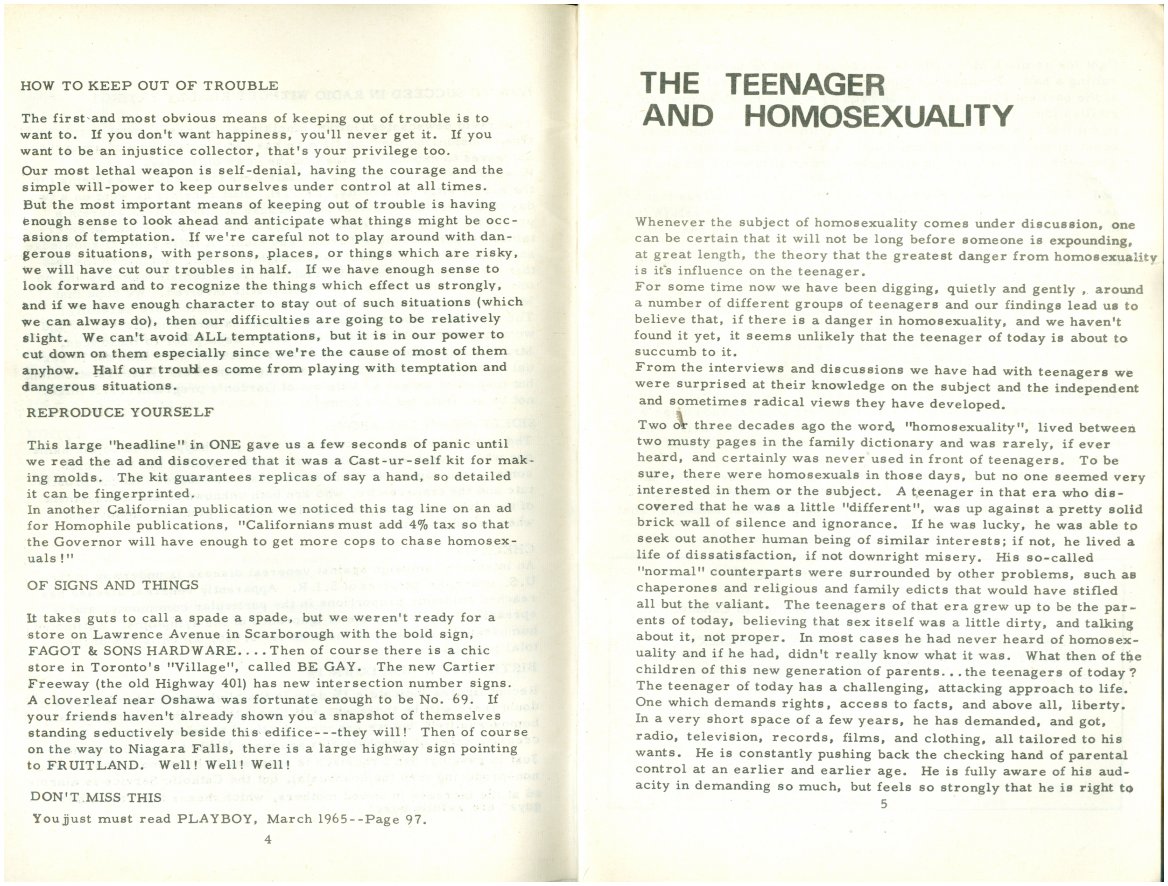 HOW TO KEEP OUT OF TROUBLE
The first and most obvious means of keeping out of trouble is to
want to. If you don't want happiness, you'll never get it. If you
want to be an injustice collector, that's your privilege too.
Our most lethal weapon is self-denial, having the courage and the
simple will-power to keep ourselves under control at all times.
But the most important means of keeping out of trouble is having
enough sense to look ahead and anticipate what things might be occ-
asions of temptation. If we're careful not to play around with dan-
gerous situations, with persons, places, or things which are risky,
we will have cut our troubles in half. If we have enough sense to
look forward and to recognize the things which effect us strongly,
and if we have enough character to stay out of such situations (which
we can always do), then our difficulties are going to be relatively
slight. We can't avoid ALL temptations, but it is in our power to
cut down on them especially since we're the cause of most of them
anyhow. Half our troubles come from playing with temptation and
dangerous situations.
REPRODUCE YOURSELF
This large "headline" in ONE gave us a few seconds of panic until
we read the ad and discovered that it was a Cast-ur-self kit for mak-
ing molds. The kit guarantees replicas of say a hand, so detailed
it can be fingerprinted.
In another Californian publication we noticed this tag line on an ad
for Homophile publications, "Californians must add 4% tax so that
the Governor will have enough to get more cops to chase homosex-
uals!"
OF SIGNS AND THINGS
It takes guts to call a spade a spade, but we weren't ready for a
store on Lawrence Avenue in Scarborough with the bold sign,
FAGOT & SONS HARDWARE....Then of course there is a chic
store in Toronto's "Village", called BE GAY. The new Cartier
Freeway (the old Highway 401) has new intersection number signs.
A cloverleaf near Oshawa was fortunate enough to be No. 69. If
your friends haven't already shown you a snapshot of themselves
standing seductively beside this edifice---they will! Then of course
on the way to Niagara Falls, there is a large highway sign pointing
to FRUITLAND. Well! Well! Well!
DON'T MISS THIS
You jjust must read PLAYBOY, March 1965--Page 97.
4
THE TEENAGER
AND HOMOSEXUALITY
Whenever the subject of homosexuality comes under discussion, one
can be certain that it will not be long before someone is expounding,
at great length, the theory that the greatest danger from homosexuality
is it's influence on the teenager.
For some time now we have been digging, quietly and gently , around
a number of different groups of teenagers and our findings lead us to
believe that, if there is a danger in homosexuality, and we haven't
found it yet, it seems unlikely that the teenager of today is about to
succumb to it.
From the interviews and discussions we have had with teenagers we
were surprised at their knowledge on the subject and the independent
and sometimes radical views they have developed.
Two or three decades ago the word, "homosexuality", lived between
two musty pages in the family dictionary and was rarely, if ever
heard, and certainly was never used in front of teenagers. To be
sure, there were homosexuals in those days, but no one seemed very
interested in them or the subject. A teenager in that era who dis-
covered that he was a little "different", was up against a pretty solid
brick wall of silence and ignorance. If he was lucky, he was able to
seek out another human being of similar interests; if not, he lived a
life of dissatisfaction, if not downright misery. His so-called
"normal" counterparts were surrounded by other problems, such as
chaperones and religious and family edicts that would have stifled
all but the valiant. The teenagers of that era grew up to be the par-
ents of today, believing that sex itself was a little dirty, and talking
about it, not proper. In most cases he had never heard of homosex-
uality and if he had, didn't really know what it was. What then of the
children of this new generation of parents...the teenagers of today?
The teenager of today has a challenging, attacking approach to life.
One which demands rights, access to facts, and above all, liberty.
In a very short space of a few years, he has demanded, and got,
radio, television, records, films, and clothing, all tailored to his
wants. He is constantly pushing back the checking hand of parental
control at an earlier and earlier age. He is fully aware of his aud-
acity in demanding so much, but feels so strongly that he is right to
5